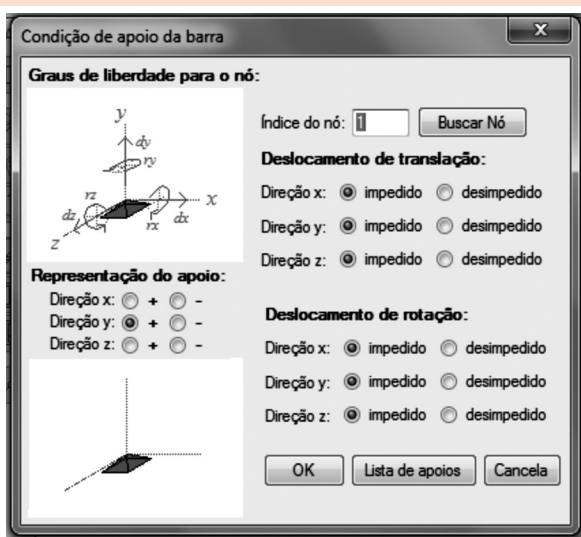 Condição de apoio da barra
x
Graus de liberdade para o nó:
y
dy
ry
rz
x
dz
rx
dx
z
Índice do nó: 1 Buscar Nó
Deslocamento de translação:
Direção x: impedido desimpedido
Direção y: impedido desimpedido
Direção z: impedido desimpedido
Representação do apoio:
Direção x: + -
Direção y: + -
Direção z: + -
Deslocamento de rotação:
Direção x: impedido desimpedido
Direção y: impedido desimpedido
Direção z: impedido desimpedido
OK Lista de apoios Cancela